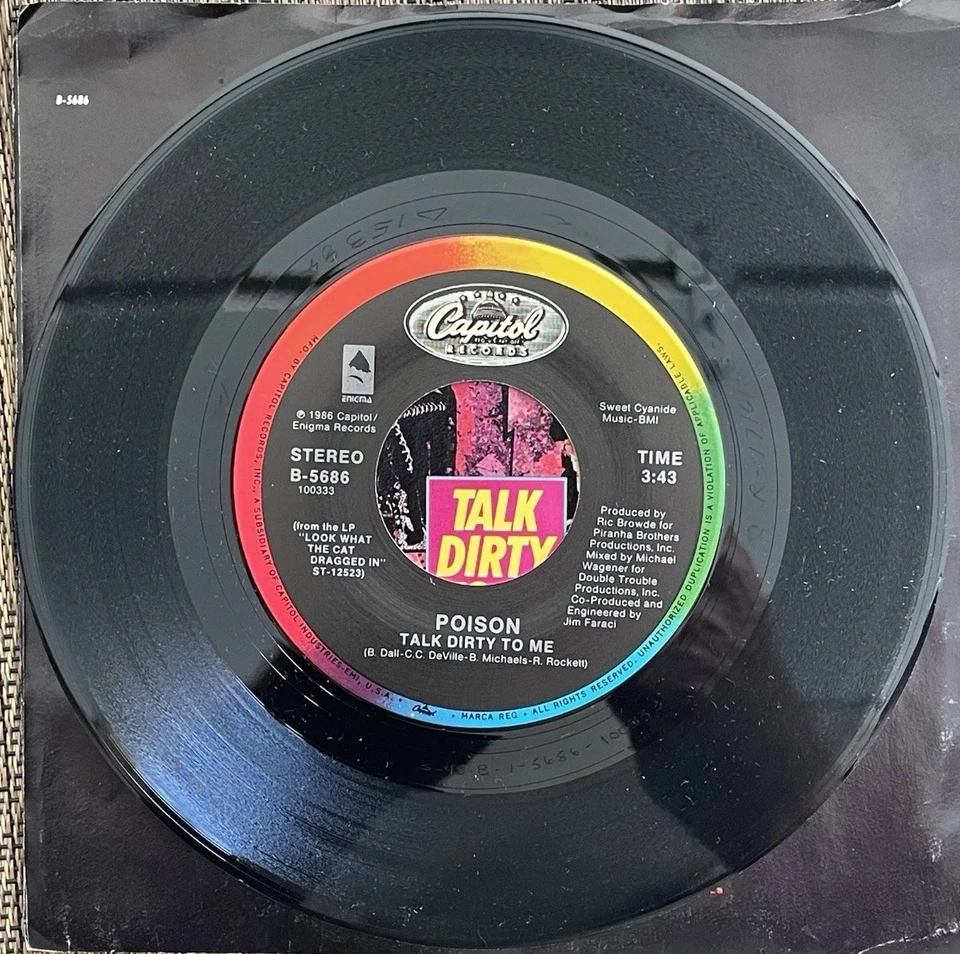 B-5686
15384
Capitol
RECORDS
ENIGMA
℗ 1986 Capitol/
Enigma Records
STEREO
B-5686
100333
(from the LP
"LOOK WHAT
THE CAT
DRAGGED IN"
ST-12523)
Sweet Cyanide
Music-BMI
TIME
3:43
Produced by
Ric Browde for
Piranha Brothers
Productions, Inc.
Mixed by Michael
Wagener for
Double Trouble
Productions, Inc.
Co-Produced and
Engineered by
Jim Faraci
TALK
DIRTY
POISON
TALK DIRTY TO ME
(B. Dall-C.C. DeVille-B. Michaels-R. Rockett)
MFD. BY CAPITOL RECORDS, INC., A SUBSIDIARY OF CAPITOL INDUSTRIES-EMI, U.S.A. • Capitol • MARCA REG • ALL RIGHTS RESERVED. UNAUTHORIZED DUPLICATION IS A VIOLATION OF APPLICABLE LAWS.
B-1-5686